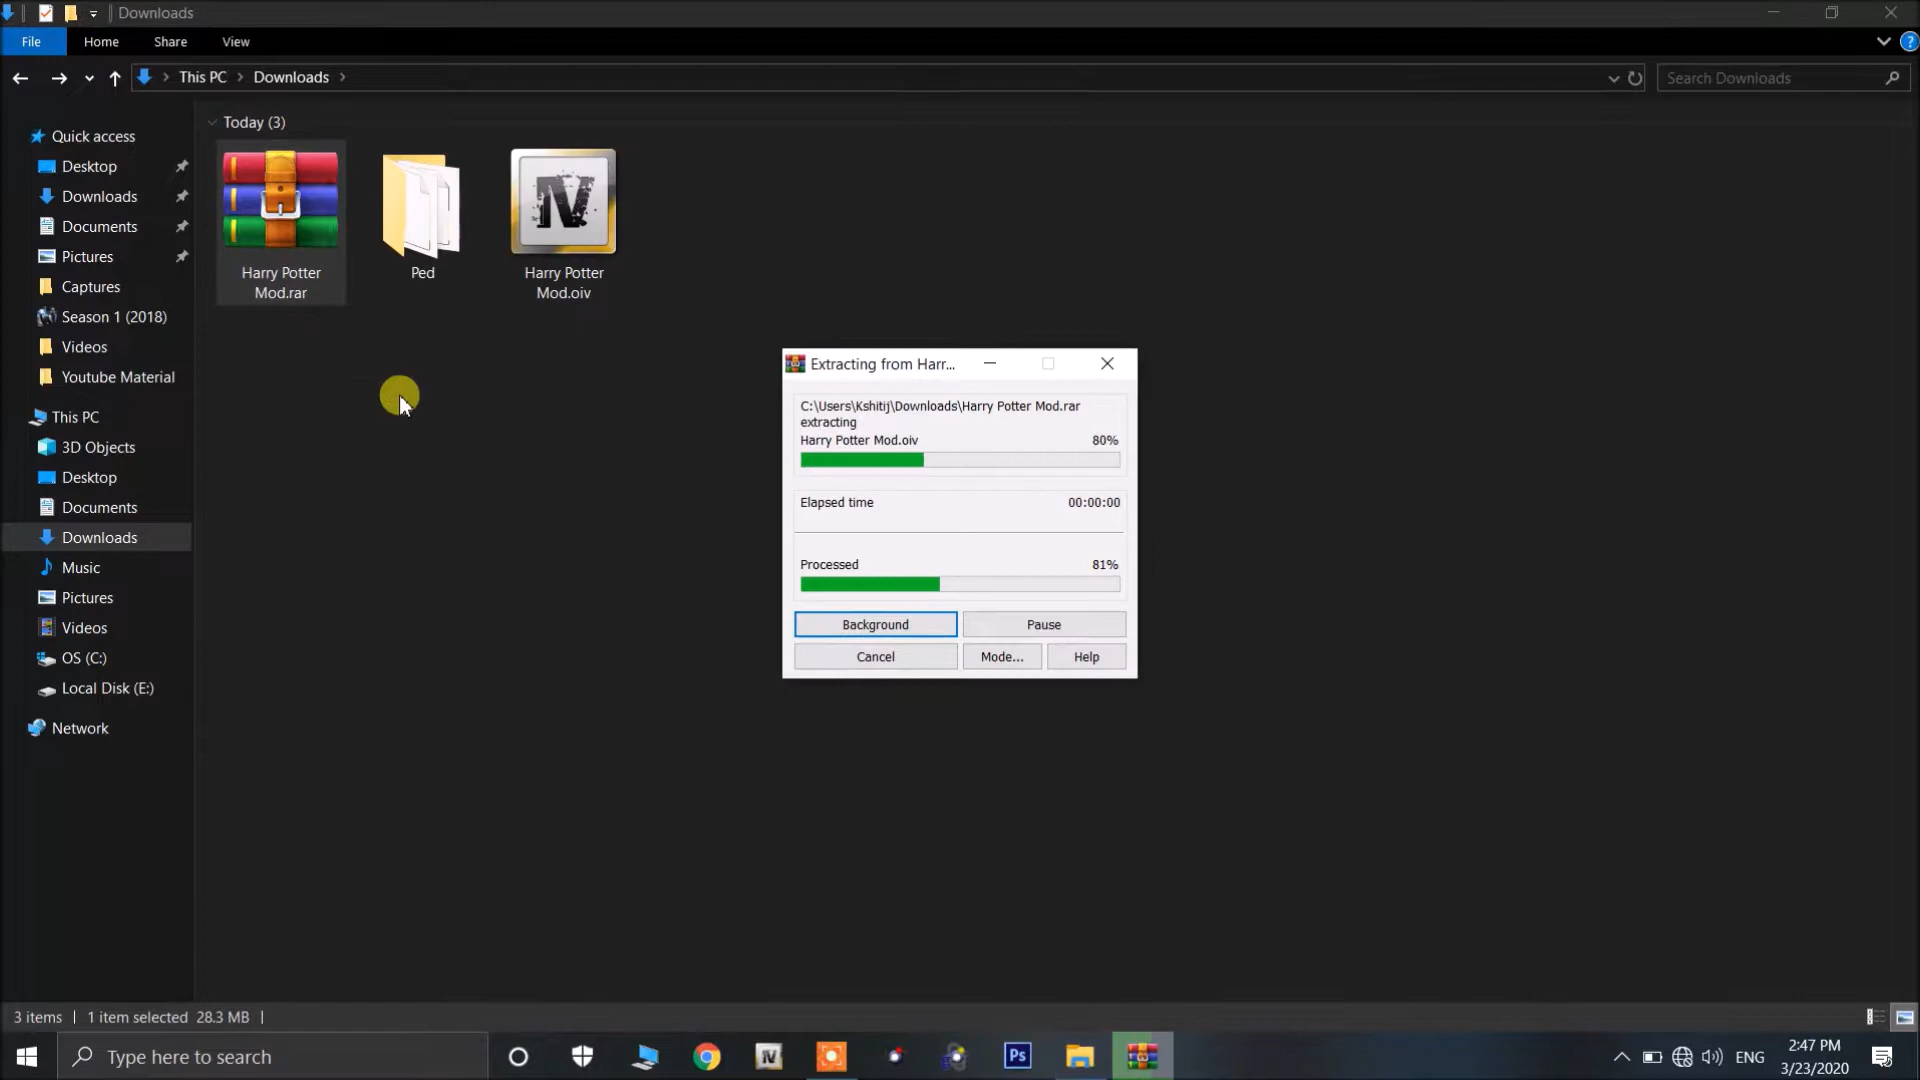 Downloads
File
Home
Share
View
This PC
Downloads
Search Downloads
Quick access
Desktop
Downloads
Documents
Pictures
Captures
Season 1 (2018)
Videos
Youtube Material
This PC
3D Objects
Desktop
Documents
Downloads
Music
Pictures
Videos
OS (C:)
Local Disk (E:)
Network
Today (3)
Harry Potter
Mod.rar
Ped
IV
Harry Potter
Mod.oiv
Extracting from Harr...
C:\Users\Kshitij\Downloads\Harry Potter Mod.rar
extracting
Harry Potter Mod.oiv 80%
Elapsed time 00:00:00
Processed 81%
Background
Pause
Cancel
Mode...
Help
3 items
1 item selected 28.3 MB
Type here to search
IV
Ps
ENG
2:47 PM
3/23/2020